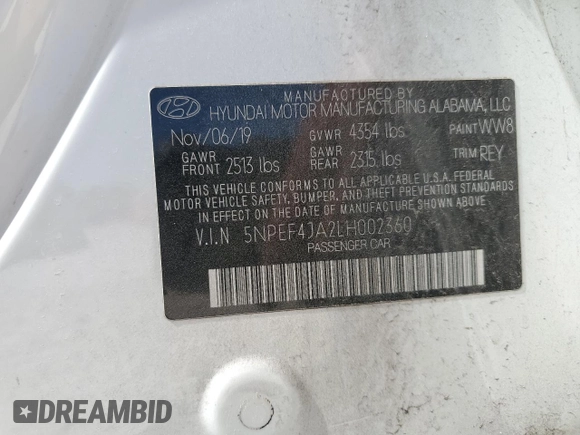 MANUFACTURED BY
HYUNDAI MOTOR MANUFACTURING ALABAMA, LLC
Nov/06/19 GVWR 4354 lbs. PAINT WW8
GAWR FRONT 2513 lbs GAWR REAR 2315 lbs TRIM REY
THIS VEHICLE CONFORMS TO ALL APPLICABLE U.S.A. FEDERAL
MOTOR VEHICLE SAFETY, BUMPER, AND THEFT PREVENTION STANDARDS
IN EFFECT ON THE DATE OF MANUFACTURE SHOWN ABOVE.
V.I.N 5NPEF4JA2LH002360
PASSENGER CAR
DREAMBID